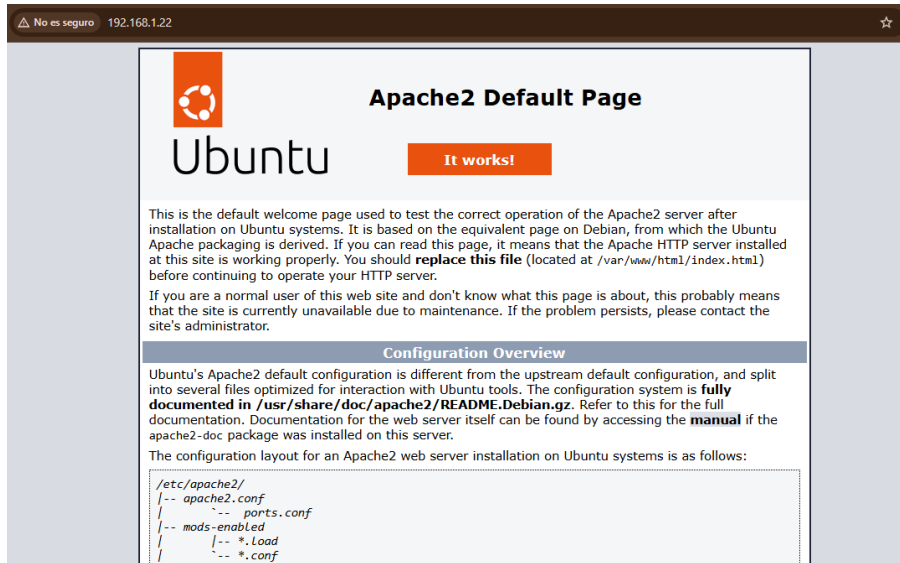 No es seguro 192.168.1.22
Apache2 Default Page
Ubuntu
It works!
This is the default welcome page used to test the correct operation of the Apache2 server after
installation on Ubuntu systems. It is based on the equivalent page on Debian, from which the Ubuntu
Apache packaging is derived. If you can read this page, it means that the Apache HTTP server installed
at this site is working properly. You should replace this file (located at /var/www/html/index.html)
before continuing to operate your HTTP server.
If you are a normal user of this web site and don't know what this page is about, this probably means
that the site is currently unavailable due to maintenance. If the problem persists, please contact the
site's administrator.
Configuration Overview
Ubuntu's Apache2 default configuration is different from the upstream default configuration, and split
into several files optimized for interaction with Ubuntu tools. The configuration system is fully
documented in /usr/share/doc/apache2/README.Debian.gz. Refer to this for the full
documentation. Documentation for the web server itself can be found by accessing the manual if the
apache2-doc package was installed on this server.
The configuration layout for an Apache2 web server installation on Ubuntu systems is as follows:
/etc/apache2/
|-- apache2.conf
|       `--  ports.conf
|-- mods-enabled
|       |-- *.load
|       `-- *.conf